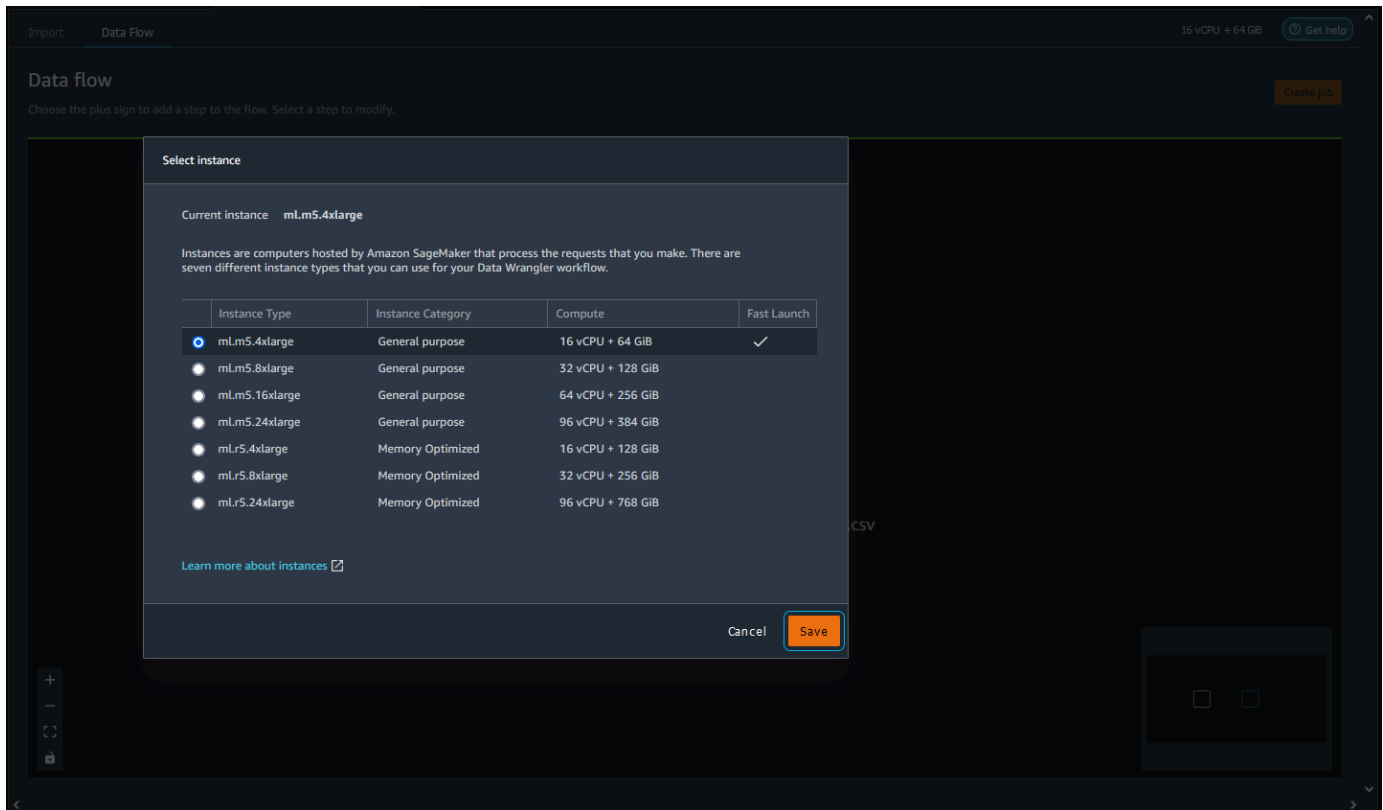 Import Data Flow 16 vCPU + 64 GiB Get help
Data flow
Create job
Choose the plus sign to add a step to the flow. Select a step to modify.
Select instance
Current instance ml.m5.4xlarge
Instances are computers hosted by Amazon SageMaker that process the requests that you make. There are
seven different instance types that you can use for your Data Wrangler workflow.
Instance Type Instance Category Compute Fast Launch
ml.m5.4xlarge General purpose 16 vCPU + 64 GiB
ml.m5.8xlarge General purpose 32 vCPU + 128 GiB
ml.m5.16xlarge General purpose 64 vCPU + 256 GiB
ml.m5.24xlarge General purpose 96 vCPU + 384 GiB
ml.r5.4xlarge Memory Optimized 16 vCPU + 128 GiB
ml.r5.8xlarge Memory Optimized 32 vCPU + 256 GiB
ml.r5.24xlarge Memory Optimized 96 vCPU + 768 GiB
.csv
Learn more about instances
Cancel Save